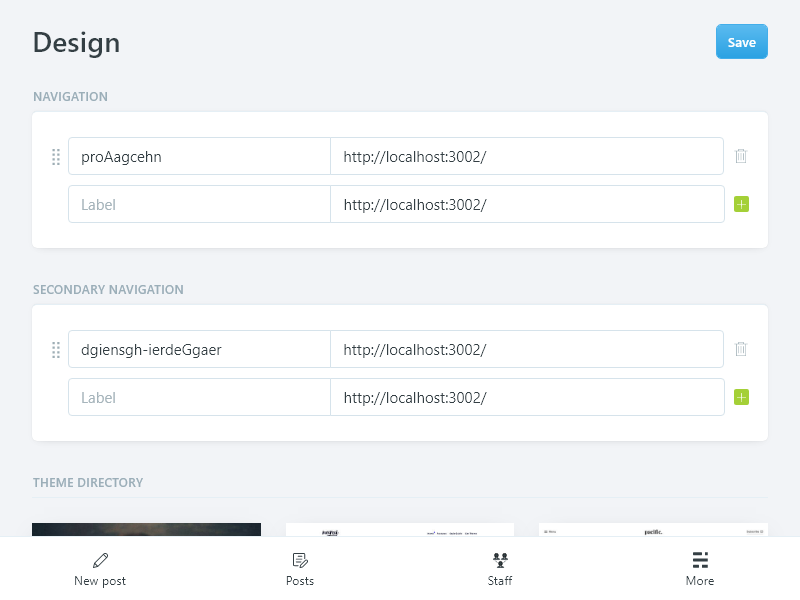 Design
Save
NAVIGATION
proAagcehn http://localhost:3002/
Label http://localhost:3002/
SECONDARY NAVIGATION
dgiensgh-ierdeGgaer http://localhost:3002/
Label http://localhost:3002/
THEME DIRECTORY
pacific.
New post
Posts
Staff
More